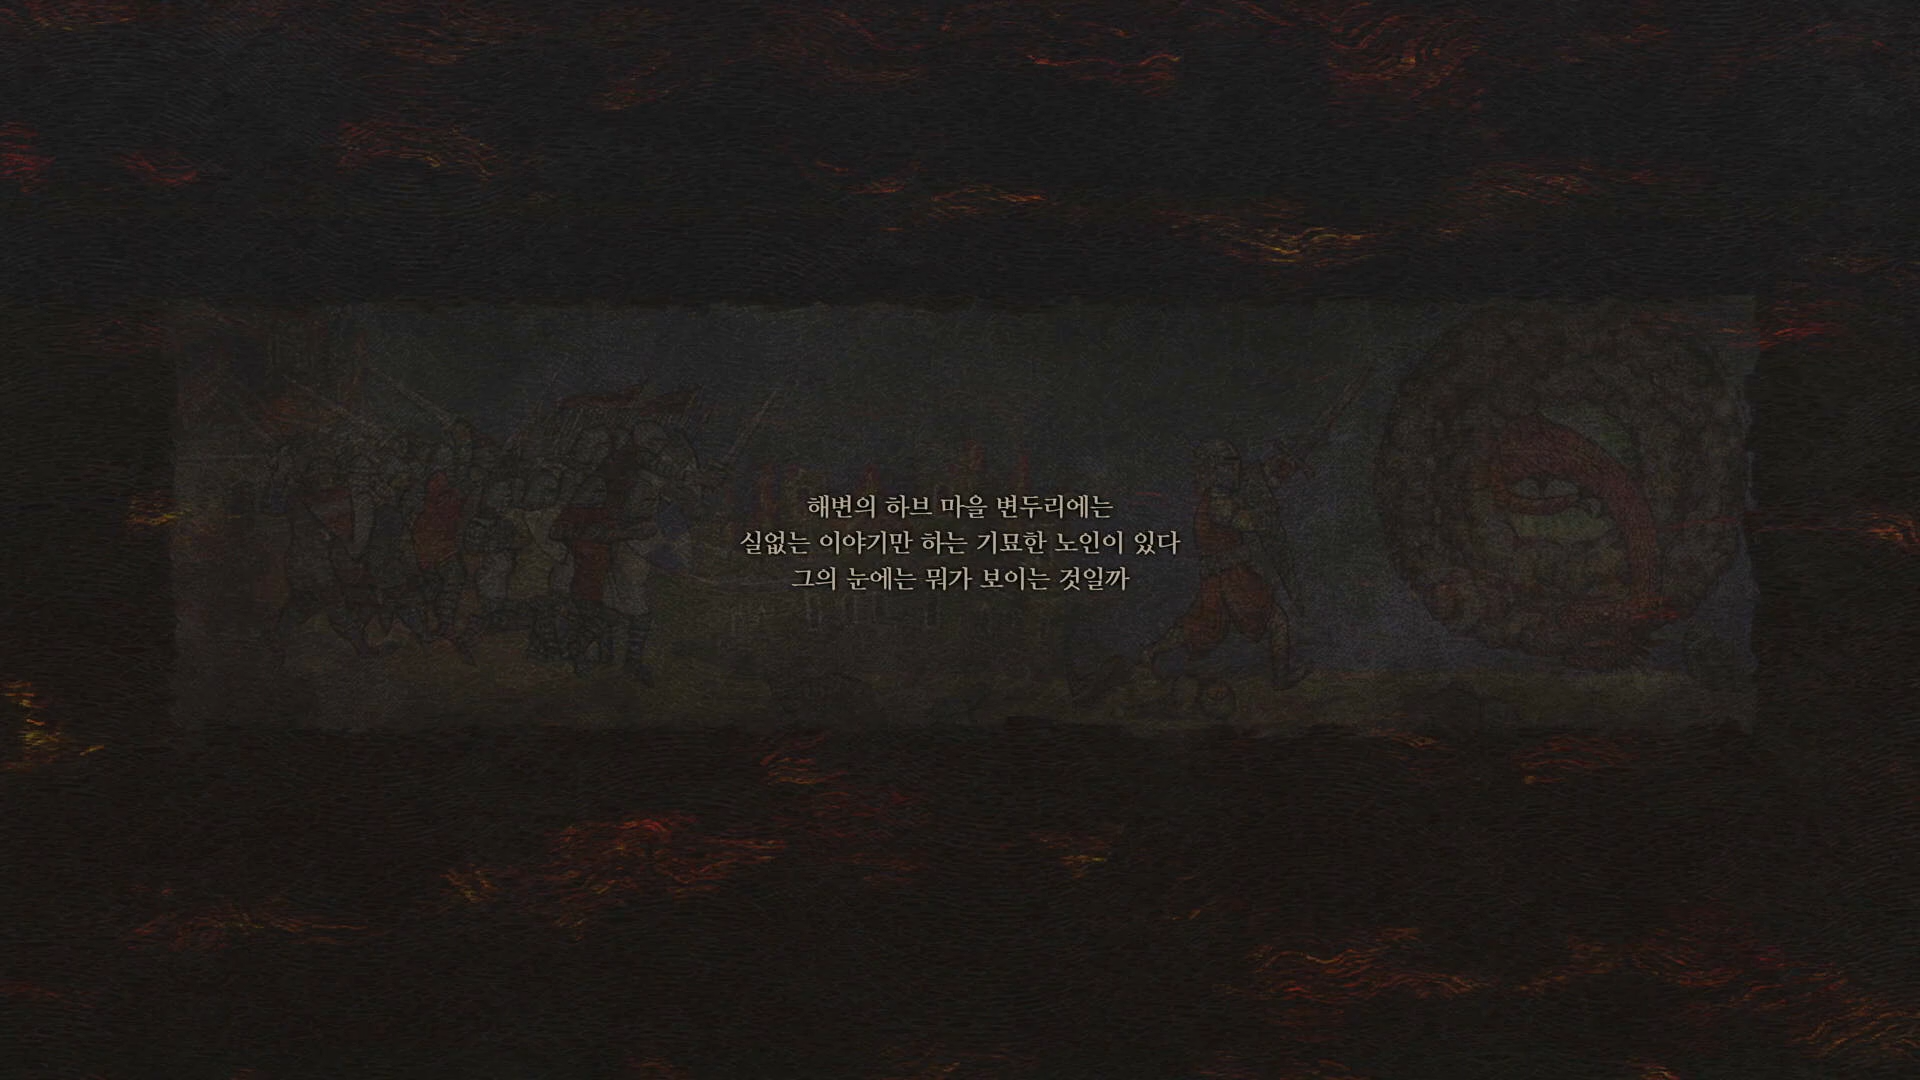 해변의 하브 마을 변두리에는
실없는 이야기만 하는 기묘한 노인이 있다
그의 눈에는 뭐가 보이는 것일까